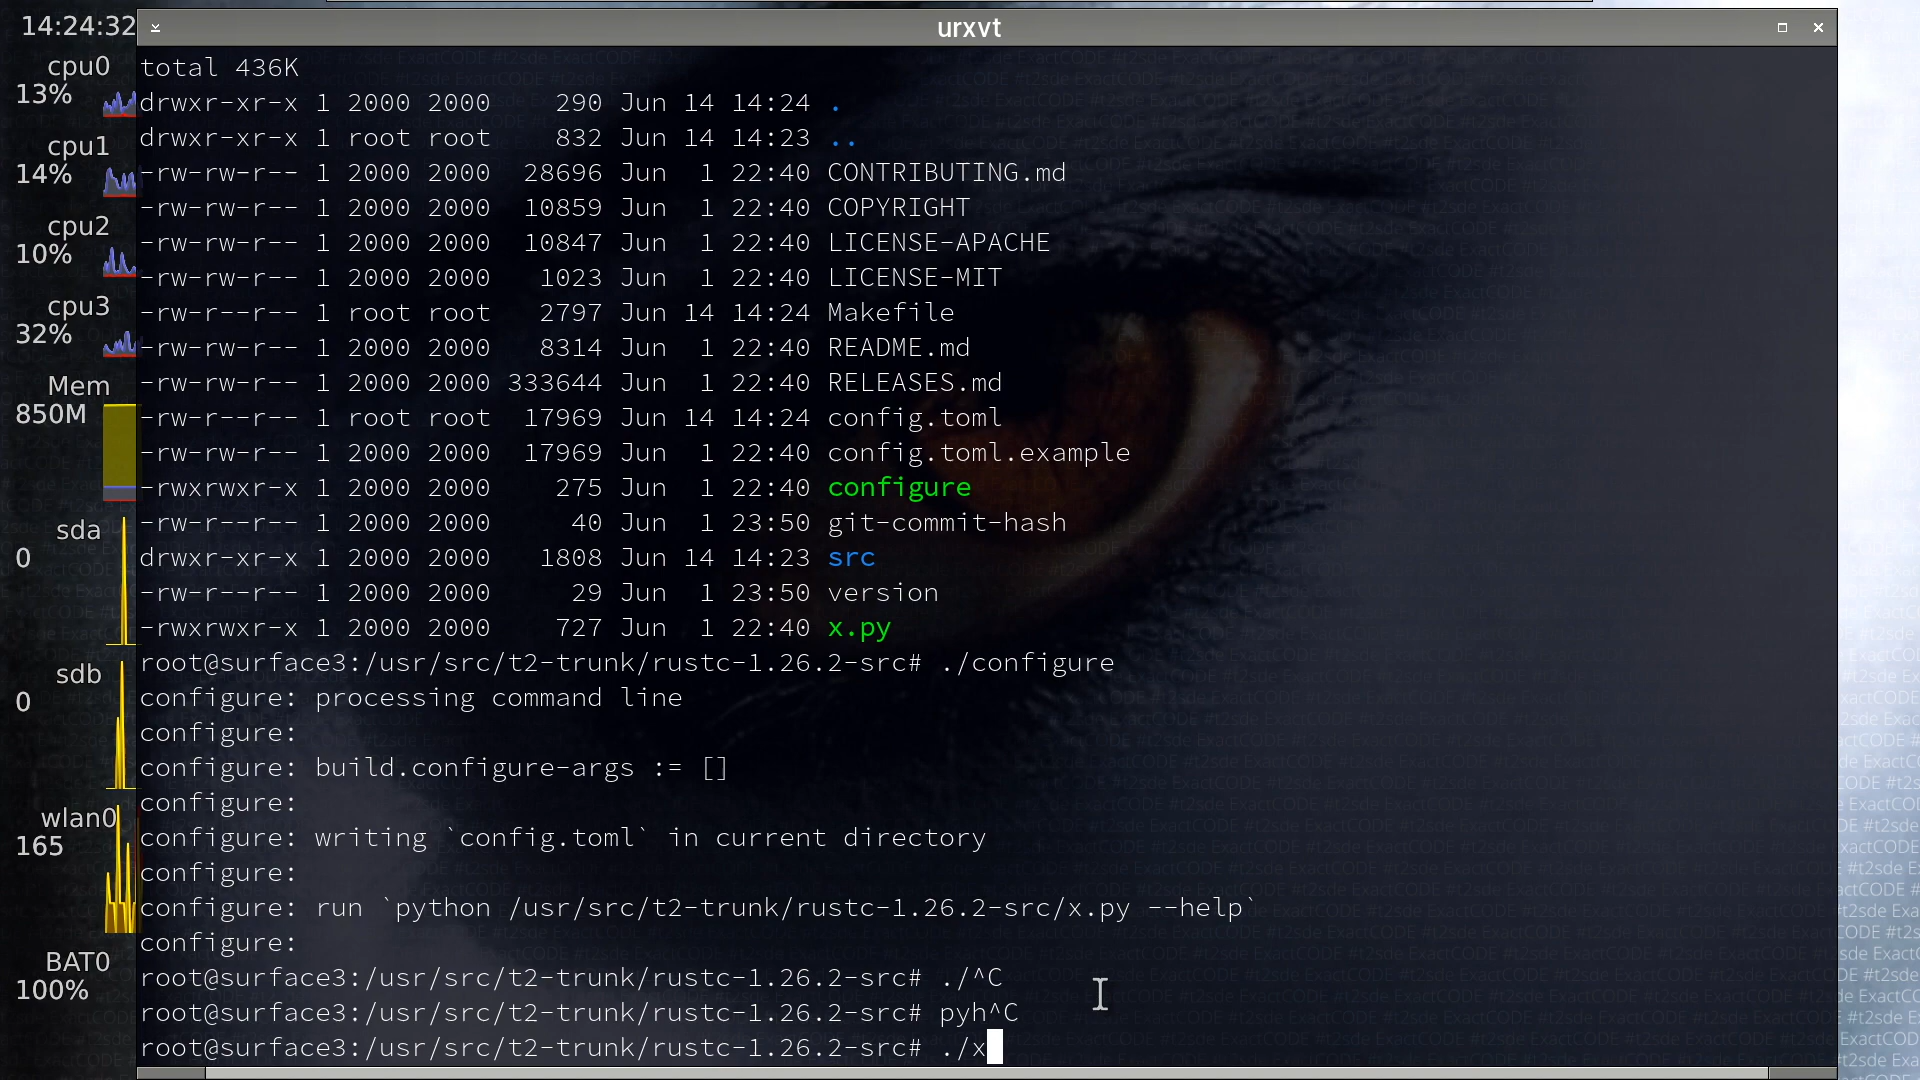 urxvt
14:24:32
cpu0
13%
cpu1
14%
cpu2
10%
cpu3
32%
Mem
850M
sda
0
sdb
0
wlan0
165
BAT0
100%
total 436K
drwxr-xr-x 1 2000 2000    290 Jun 14 14:24 .
drwxr-xr-x 1 root root    832 Jun 14 14:23 ..
-rw-rw-r-- 1 2000 2000  28696 Jun  1 22:40 CONTRIBUTING.md
-rw-rw-r-- 1 2000 2000  10859 Jun  1 22:40 COPYRIGHT
-rw-rw-r-- 1 2000 2000  10847 Jun  1 22:40 LICENSE-APACHE
-rw-rw-r-- 1 2000 2000   1023 Jun  1 22:40 LICENSE-MIT
-rw-r--r-- 1 root root   2797 Jun 14 14:24 Makefile
-rw-rw-r-- 1 2000 2000   8314 Jun  1 22:40 README.md
-rw-rw-r-- 1 2000 2000 333644 Jun  1 22:40 RELEASES.md
-rw-r--r-- 1 root root  17969 Jun 14 14:24 config.toml
-rw-rw-r-- 1 2000 2000  17969 Jun  1 22:40 config.toml.example
-rwxrwxr-x 1 2000 2000    275 Jun  1 22:40 configure
-rw-r--r-- 1 2000 2000     40 Jun  1 23:50 git-commit-hash
drwxr-xr-x 1 2000 2000   1808 Jun 14 14:23 src
-rw-r--r-- 1 2000 2000     29 Jun  1 23:50 version
-rwxrwxr-x 1 2000 2000    727 Jun  1 22:40 x.py
root@surface3:/usr/src/t2-trunk/rustc-1.26.2-src# ./configure
configure: processing command line
configure:
configure: build.configure-args := []
configure:
configure: writing `config.toml` in current directory
configure:
configure: run `python /usr/src/t2-trunk/rustc-1.26.2-src/x.py --help`
configure:
root@surface3:/usr/src/t2-trunk/rustc-1.26.2-src# ./^C
root@surface3:/usr/src/t2-trunk/rustc-1.26.2-src# pyh^C
root@surface3:/usr/src/t2-trunk/rustc-1.26.2-src# ./x